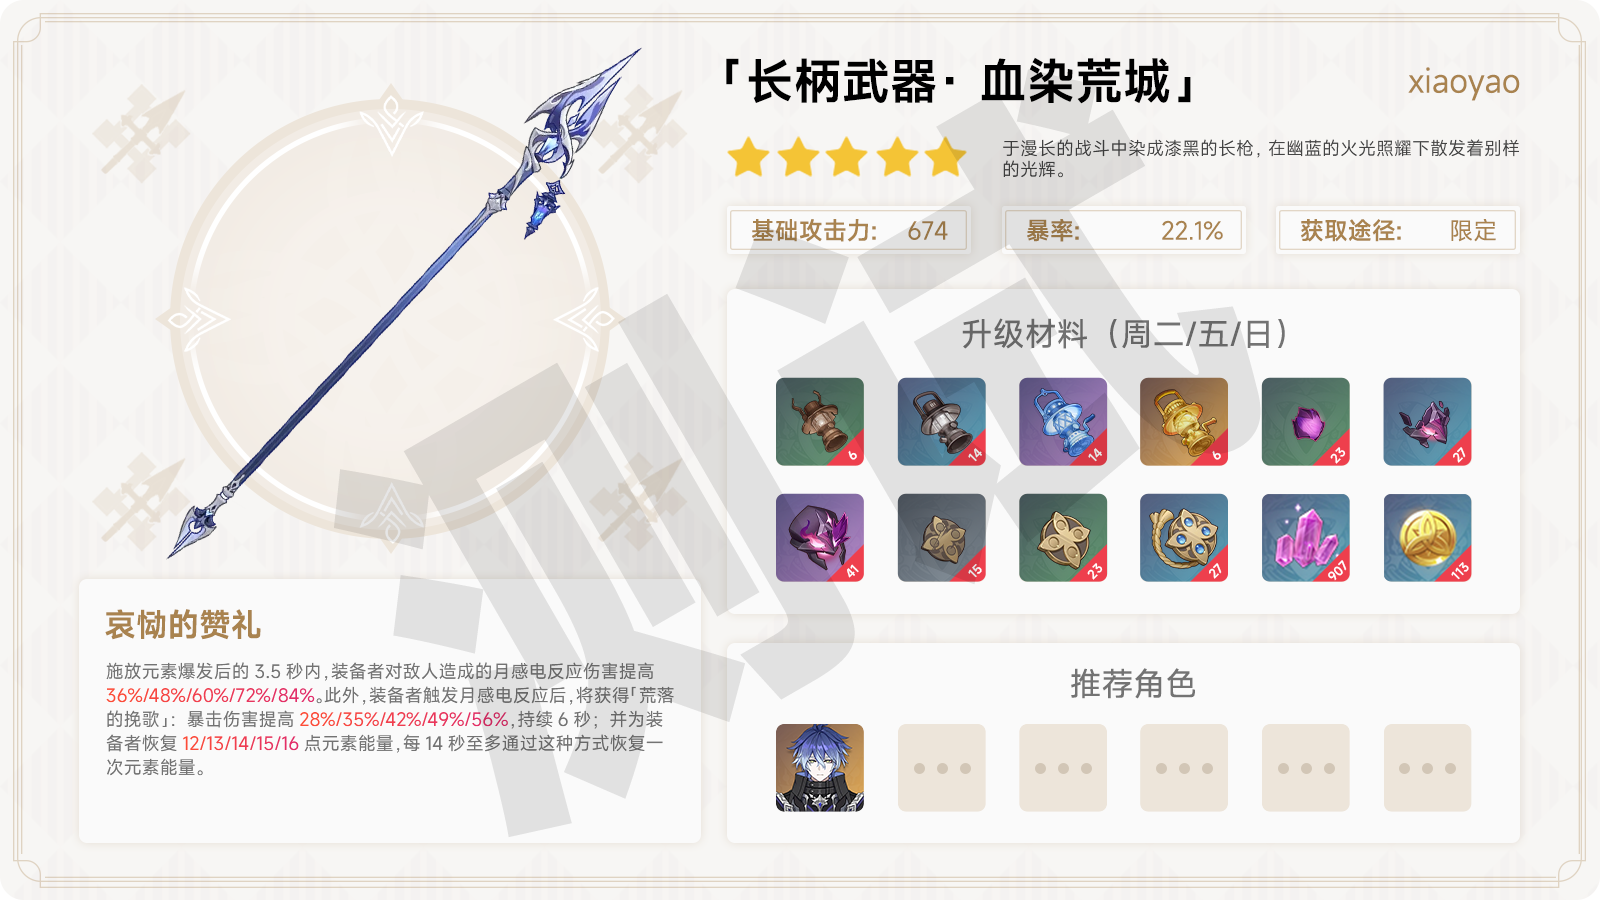 「长柄武器· 血染荒城」
xiaoyao
于漫长的战斗中染成漆黑的长枪, 在幽蓝的火光照耀下散发着别样
的光辉。
基础攻击力: 674
暴率: 22.1%
获取途径: 限定
升级材料（周二/五/日）
6
14
14
6
23
27
41
15
23
27
907
113
哀恸的赞礼
施放元素爆发后的 3.5 秒内,装备者对敌人造成的月感电反应伤害提高
36%/48%/60%/72%/84%。此外,装备者触发月感电反应后,将获得「荒落
的挽歌」: 暴击伤害提高 28%/35%/42%/49%/56%,持续 6 秒; 并为装
备者恢复 12/13/14/15/16 点元素能量,每 14 秒至多通过这种方式恢复一
次元素能量。
推荐角色
测试